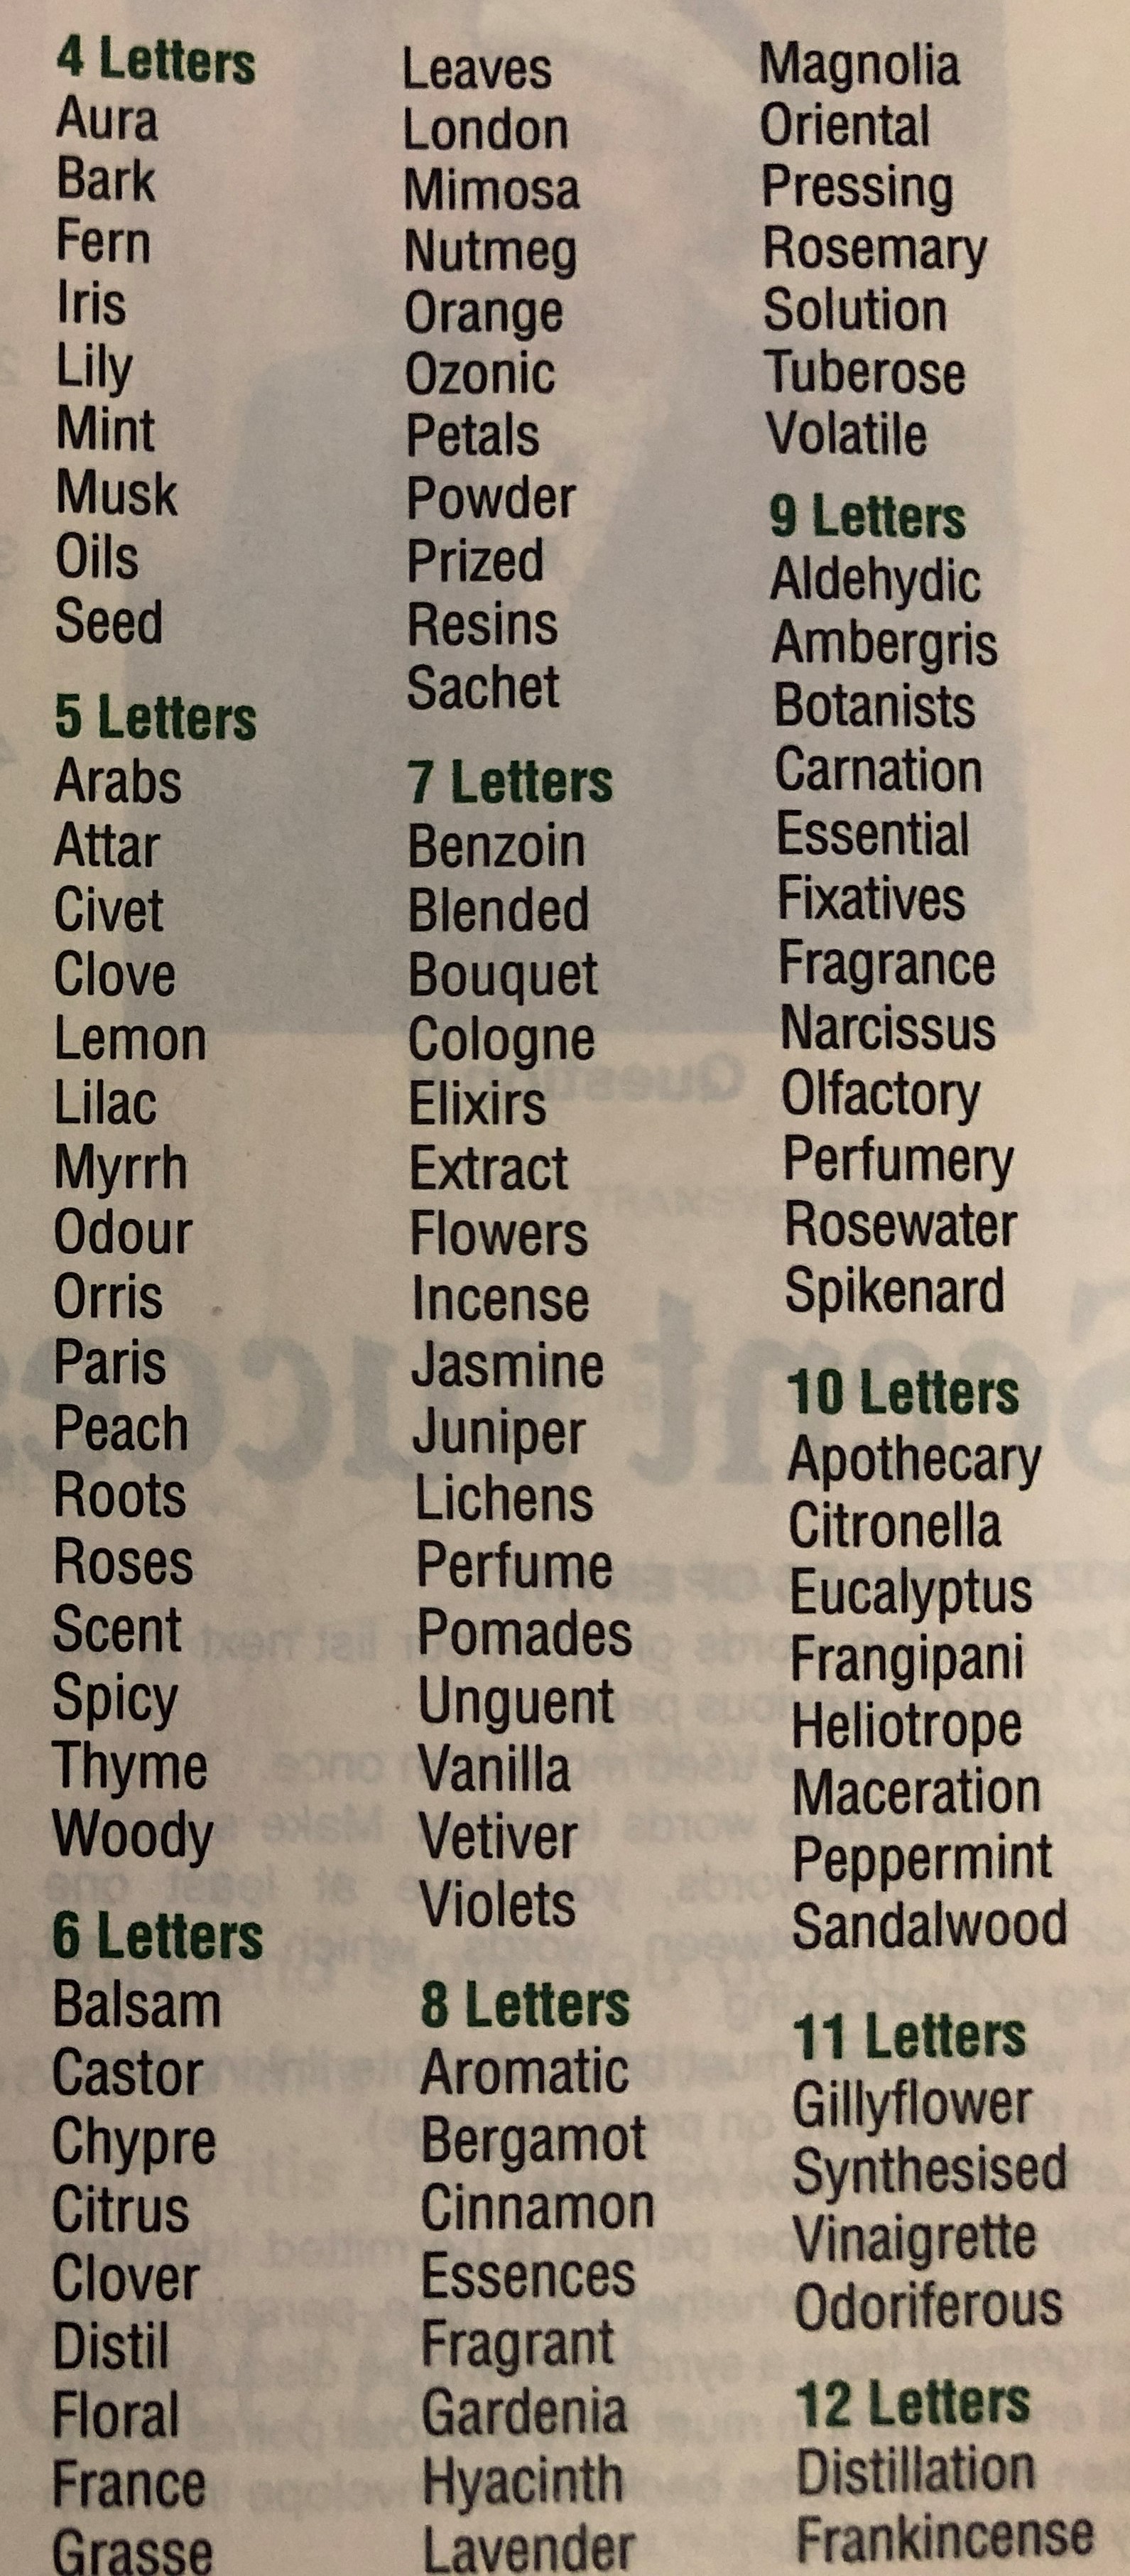 4 Letters
Aura
Bark
Fern
Iris
Lily
Mint
Musk
Oils
Seed
5 Letters
Arabs
Attar
Civet
Clove
Lemon
Lilac
Myrrh
Odour
Orris
Paris
Peach
Roots
Roses
Scent
Spicy
Thyme
Woody
6 Letters
Balsam
Castor
Chypre
Citrus
Clover
Distil
Floral
France
Grasse
Leaves
London
Mimosa
Nutmeg
Orange
Ozonic
Petals
Powder
Prized
Resins
Sachet
7 Letters
Benzoin
Blended
Bouquet
Cologne
Elixirs
Extract
Flowers
Incense
Jasmine
Juniper
Lichens
Perfume
Pomades
Unguent
Vanilla
Vetiver
Violets
8 Letters
Aromatic
Bergamot
Cinnamon
Essences
Fragrant
Gardenia
Hyacinth
Lavender
Magnolia
Oriental
Pressing
Rosemary
Solution
Tuberose
Volatile
9 Letters
Aldehydic
Ambergris
Botanists
Carnation
Essential
Fixatives
Fragrance
Narcissus
Olfactory
Perfumery
Rosewater
Spikenard
10 Letters
Apothecary
Citronella
Eucalyptus
Frangipani
Heliotrope
Maceration
Peppermint
Sandalwood
11 Letters
Gillyflower
Synthesised
Vinaigrette
Odoriferous
12 Letters
Distillation
Frankincense